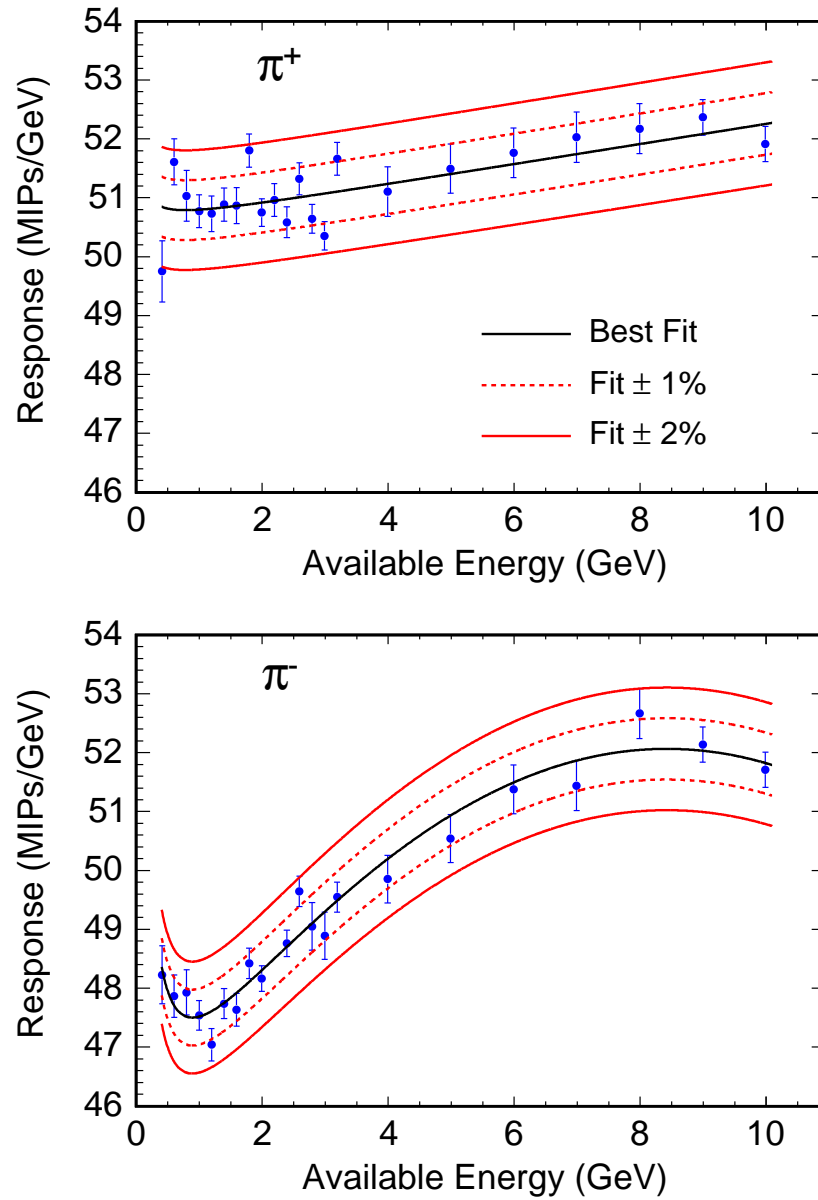 π+
Response (MIPs/GeV)
54
53
52
51
50
49
48
47
46
Best Fit
Fit ± 1%
Fit ± 2%
0 2 4 6 8 10
Available Energy (GeV)
π-
Response (MIPs/GeV)
54
53
52
51
50
49
48
47
46
0 2 4 6 8 10
Available Energy (GeV)